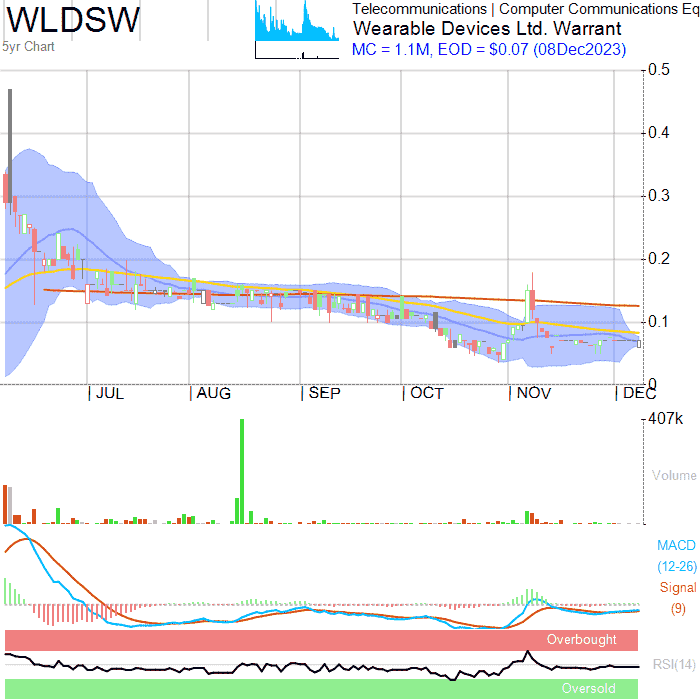 WLDSW
Telecommunications | Computer Communications Eq
Wearable Devices Ltd. Warrant
5yr Chart
MC = 1.1M, EOD = $0.07 (08Dec2023)
0.5
0.4
0.3
0.2
0.1
0
JUL AUG SEP OCT NOV DEC
407k
Volume
MACD
(12-26)
Signal
(9)
Overbought
RSI(14)
Oversold